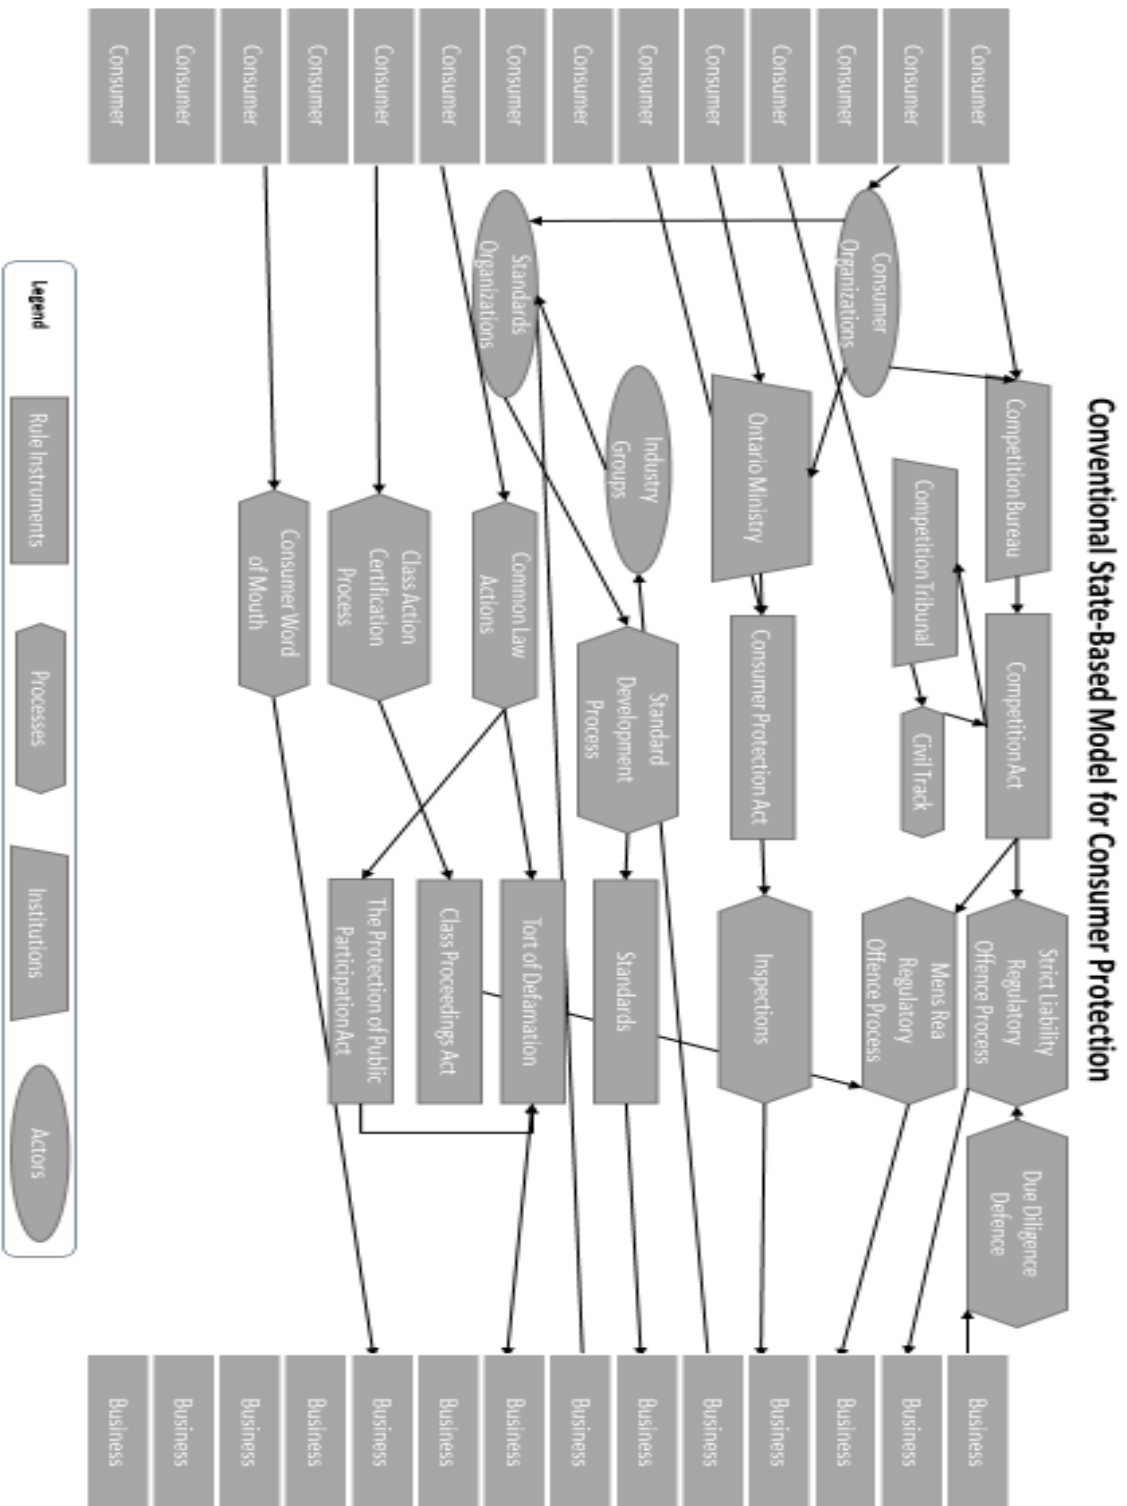 Conventional State-Based Model for Consumer Protection
Consumer
Consumer
Consumer
Consumer
Consumer
Consumer
Consumer
Consumer
Consumer
Consumer
Consumer
Consumer
Consumer
Consumer
Competition Bureau
Competition Act
Strict Liability
Regulatory
Offence Process
Due Diligence
Defence
Consumer
Organizations
Competition Tribunal
Civil Track
Mens Rea
Regulatory
Offence Process
Ontario Ministry
Consumer Protection Act
Inspections
Industry
Groups
Standard
Development
Process
Standards
Standards
Organizations
Common Law
Actions
Tort of Defamation
Class Action
Certification
Process
Class Proceedings Act
The Protection of Public
Participation Act
Consumer Word
of Mouth
Business
Business
Business
Business
Business
Business
Business
Business
Business
Business
Business
Business
Business
Business
Legend
Rule Instruments
Processes
Institutions
Actors